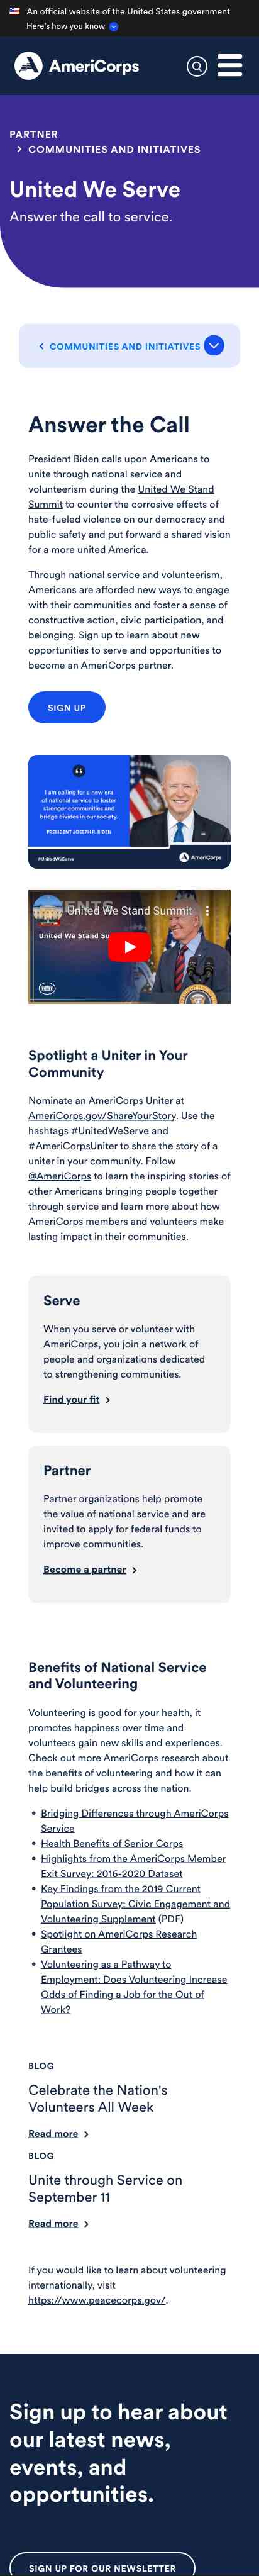 An official website of the United States government
Here's how you know
AmeriCorps
PARTNER
COMMUNITIES AND INITIATIVES
United We Serve
Answer the call to service.
COMMUNITIES AND INITIATIVES
Answer the Call
President Biden calls upon Americans to
unite through national service and
volunteerism during the United We Stand
Summit to counter the corrosive effects of
hate-fueled violence on our democracy and
public safety and put forward a shared vision
for a more united America.
Through national service and volunteerism,
Americans are afforded new ways to engage
with their communities and foster a sense of
constructive action, civic participation, and
belonging. Sign up to learn about new
opportunities to serve and opportunities to
become an AmeriCorps partner.
SIGN UP
I am calling for a new era
of national service to foster
stronger communities and
bridge divides in our society.
PRESIDENT JOSEPH R. BIDEN
#UnitedWeServe
AmeriCorps
United We Stand Summit
United We Stand Su
Spotlight a Uniter in Your
Community
Nominate an AmeriCorps Uniter at
AmeriCorps.gov/ShareYourStory. Use the
hashtags #UnitedWeServe and
#AmeriCorpsUniter to share the story of a
uniter in your community. Follow
@AmeriCorps to learn the inspiring stories of
other Americans bringing people together
through service and learn more about how
AmeriCorps members and volunteers make
lasting impact in their communities.
Serve
When you serve or volunteer with
AmeriCorps, you join a network of
people and organizations dedicated
to strengthening communities.
Find your fit
Partner
Partner organizations help promote
the value of national service and are
invited to apply for federal funds to
improve communities.
Become a partner
Benefits of National Service
and Volunteering
Volunteering is good for your health, it
promotes happiness over time and
volunteers gain new skills and experiences.
Check out more AmeriCorps research about
the benefits of volunteering and how it can
help build bridges across the nation.
• Bridging Differences through AmeriCorps
Service
• Health Benefits of Senior Corps
• Highlights from the AmeriCorps Member
Exit Survey: 2016-2020 Dataset
• Key Findings from the 2019 Current
Population Survey: Civic Engagement and
Volunteering Supplement (PDF)
• Spotlight on AmeriCorps Research
Grantees
• Volunteering as a Pathway to
Employment: Does Volunteering Increase
Odds of Finding a Job for the Out of
Work?
BLOG
Celebrate the Nation's
Volunteers All Week
Read more
BLOG
Unite through Service on
September 11
Read more
If you would like to learn about volunteering
internationally, visit
https://www.peacecorps.gov/.
Sign up to hear about
our latest news,
events, and
opportunities.
SIGN UP FOR OUR NEWSLETTER